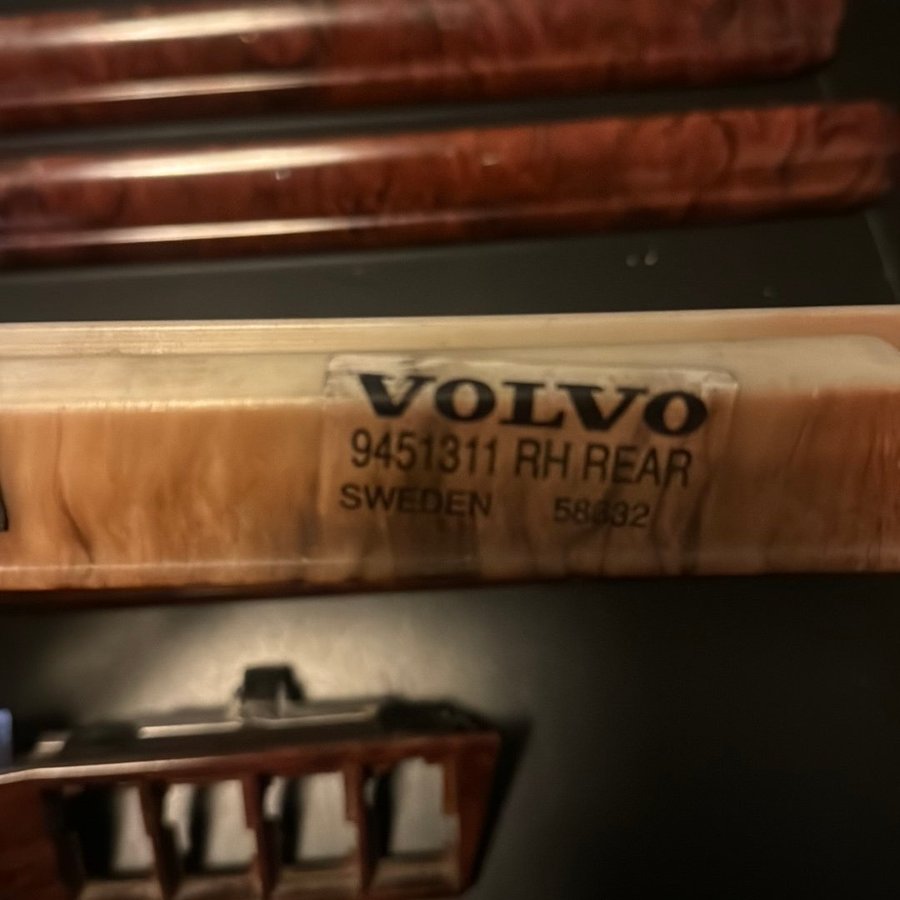 VOLVO
9451311 RH REAR
SWEDEN